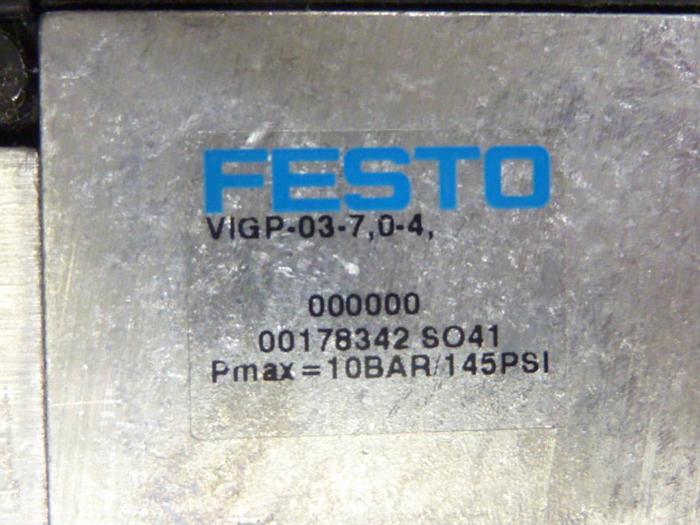 FESTO
VIGP-03-7,0-4,
000000
00178342 SO41
Pmax=10BAR/145PSI